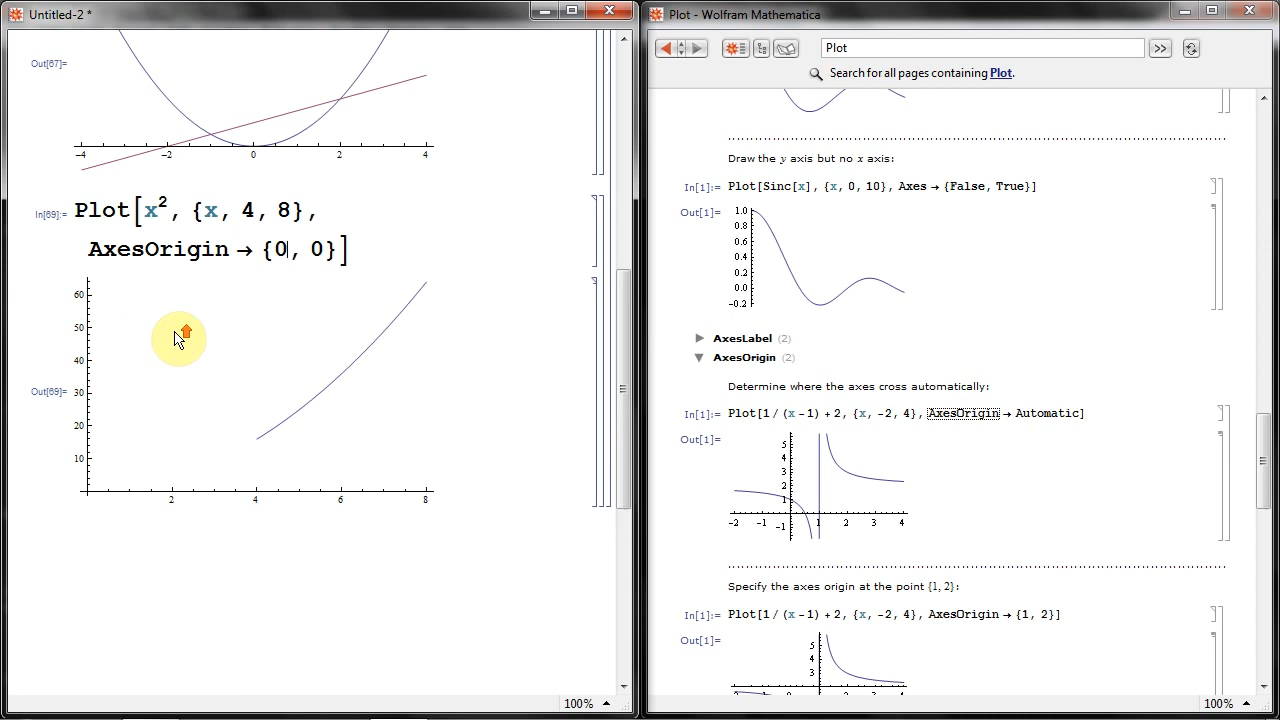 Untitled-2 *
Out[67]=
-4 -2 0 2 4
In[69]:= Plot[x², {x, 4, 8},
AxesOrigin → {0, 0}]
Out[69]=
60
50
40
30
20
10
2 4 6 8
100%
Plot - Wolfram Mathematica
Plot
>>
Search for all pages containing Plot.
Draw the y axis but no x axis:
In[1]:= Plot[Sinc[x], {x, 0, 10}, Axes → {False, True}]
Out[1]=
1.0
0.8
0.6
0.4
0.2
0.0
-0.2
AxesLabel (2)
AxesOrigin (2)
Determine where the axes cross automatically:
In[1]:= Plot[1 / (x - 1) + 2, {x, -2, 4}, AxesOrigin → Automatic]
Out[1]=
5
4
3
2
1
-2 -1 1 2 3 4
-1
Specify the axes origin at the point {1, 2}:
In[1]:= Plot[1 / (x - 1) + 2, {x, -2, 4}, AxesOrigin → {1, 2}]
Out[1]=
5
4
3
100%